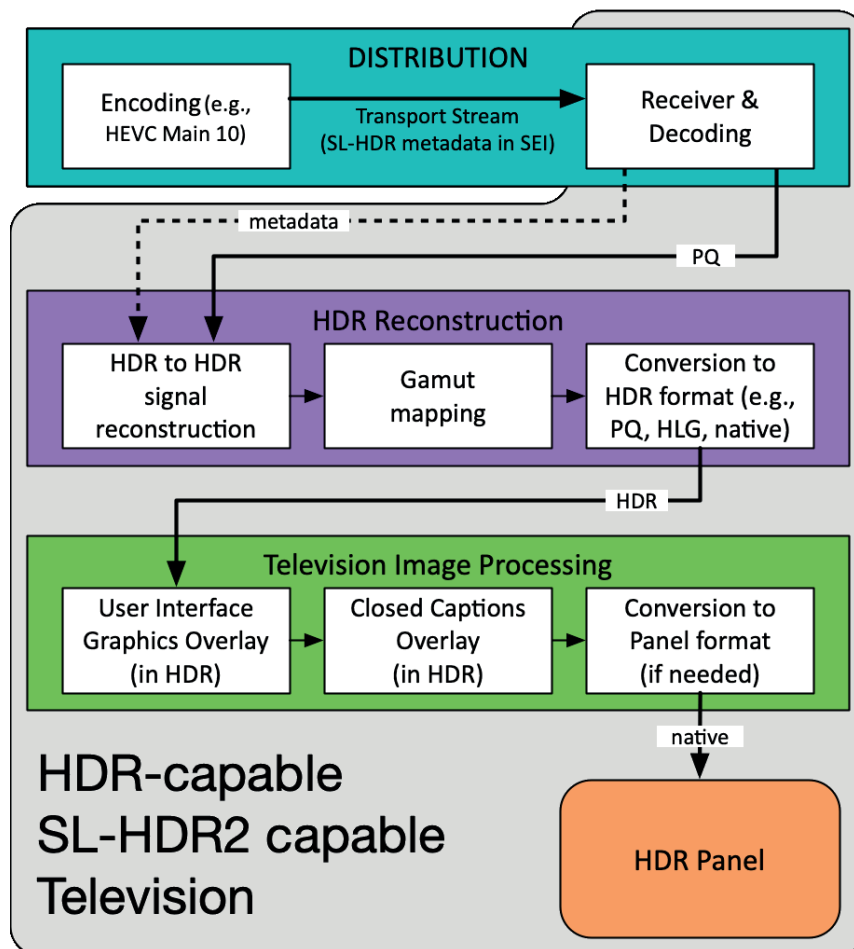 DISTRIBUTION
Encoding (e.g.,
HEVC Main 10)
Transport Stream
(SL-HDR metadata in SEI)
Receiver &
Decoding
metadata
PQ
HDR Reconstruction
HDR to HDR
signal
reconstruction
Gamut
mapping
Conversion to
HDR format (e.g.,
PQ, HLG, native)
HDR
Television Image Processing
User Interface
Graphics Overlay
(in HDR)
Closed Captions
Overlay
(in HDR)
Conversion to
Panel format
(if needed)
native
HDR-capable
SL-HDR2 capable
Television
HDR Panel